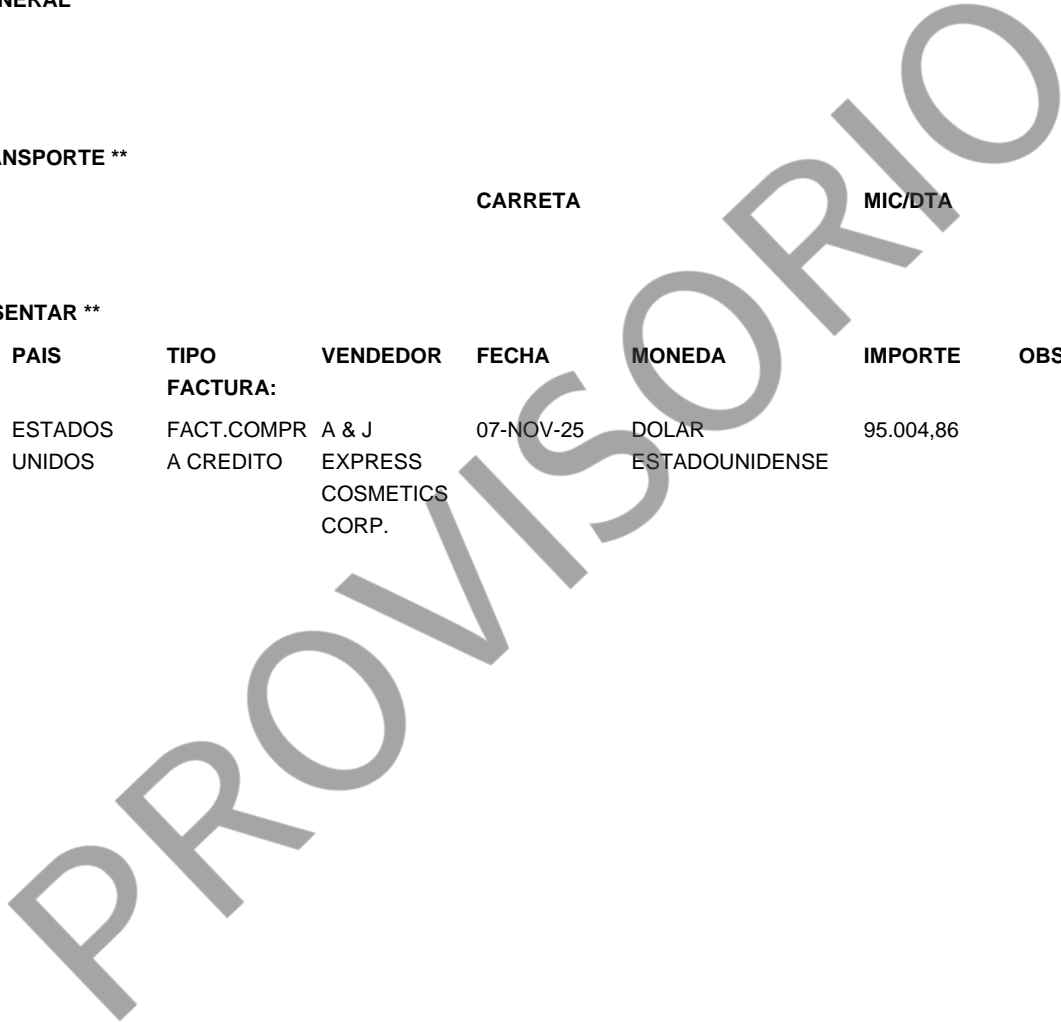 NERAL
ANSPORTE **
CARRETA MIC/DTA
SENTAR **
PAIS TIPO VENDEDOR FECHA MONEDA IMPORTE OBS
FACTURA:
ESTADOS FACT.COMPR A & J 07-NOV-25 DOLAR 95.004,86
UNIDOS A CREDITO EXPRESS ESTADOUNIDENSE
COSMETICS
CORP.
PROVISORIO